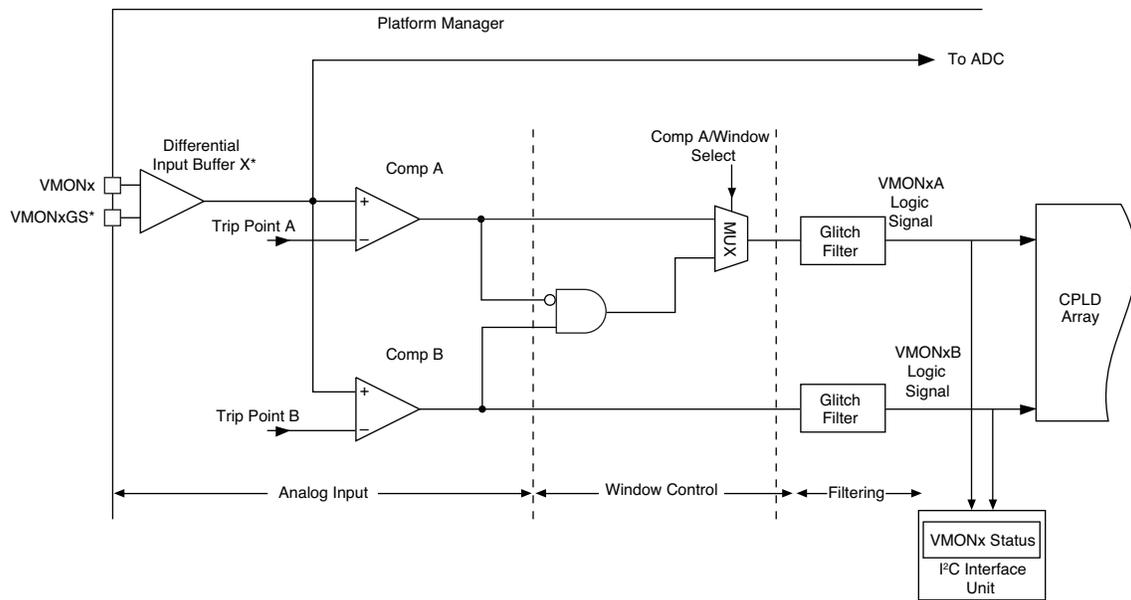 Platform Manager
To ADC
Differential
Input Buffer X*
Comp A/Window
Select
Comp A
VMONx
VMONxGS*
Trip Point A
+
–
MUX
VMONxA
Logic
Signal
Glitch
Filter
CPLD
Array
Comp B
VMONxB
Logic
Signal
+
–
Trip Point B
Glitch
Filter
Analog Input
Window Control
Filtering
VMONx Status
I²C Interface
Unit